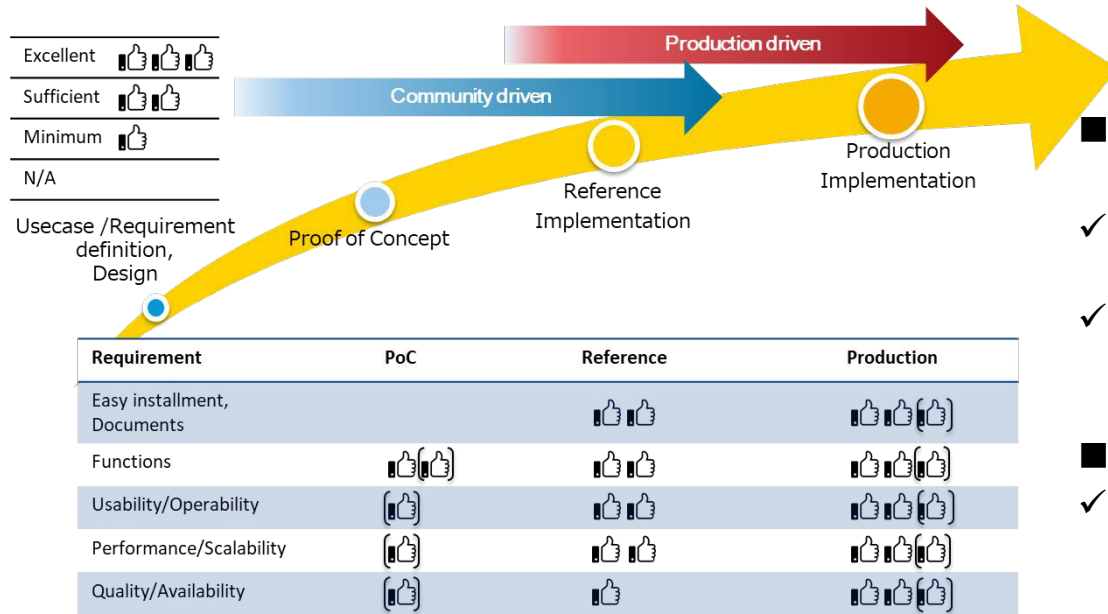 Production driven
Excellent
Community driven
Sufficient
Minimum
N/A
Production
Implementation
Reference
Implementation
Usecase /Requirement
definition,
Design
Proof of Concept
Requirement PoC Reference Production
Easy installment,
Documents
Functions
Usability/Operability
Performance/Scalability
Quality/Availability